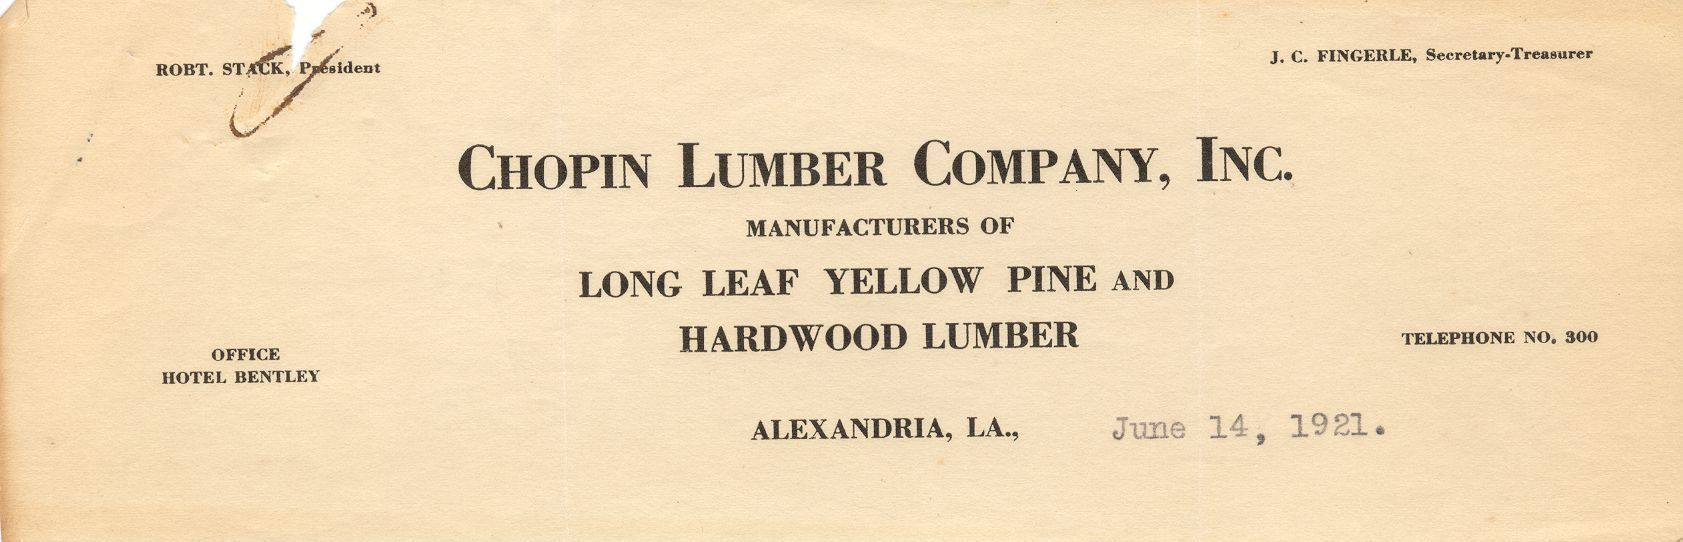 ROBT. STACK, President
J. C. FINGERLE, Secretary-Treasurer
CHOPIN LUMBER COMPANY, INC.
MANUFACTURERS OF
LONG LEAF YELLOW PINE AND
HARDWOOD LUMBER
OFFICE
HOTEL BENTLEY
TELEPHONE NO. 300
ALEXANDRIA, LA., June 14, 1921.